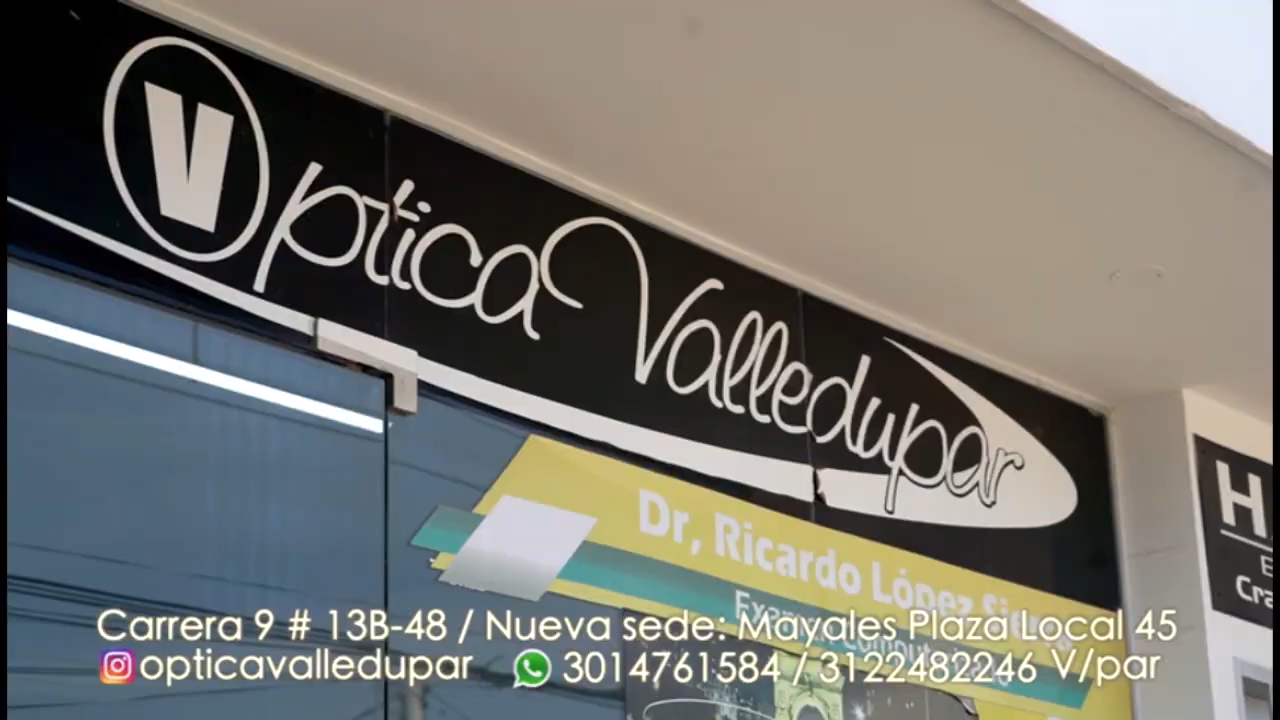 Optica Valledupar
Dr, Ricardo López
Carrera 9 # 13B-48 / Nueva sede: Mayales Plaza Local 45
opticavalledupar 3014761584 / 3122482246 V/par